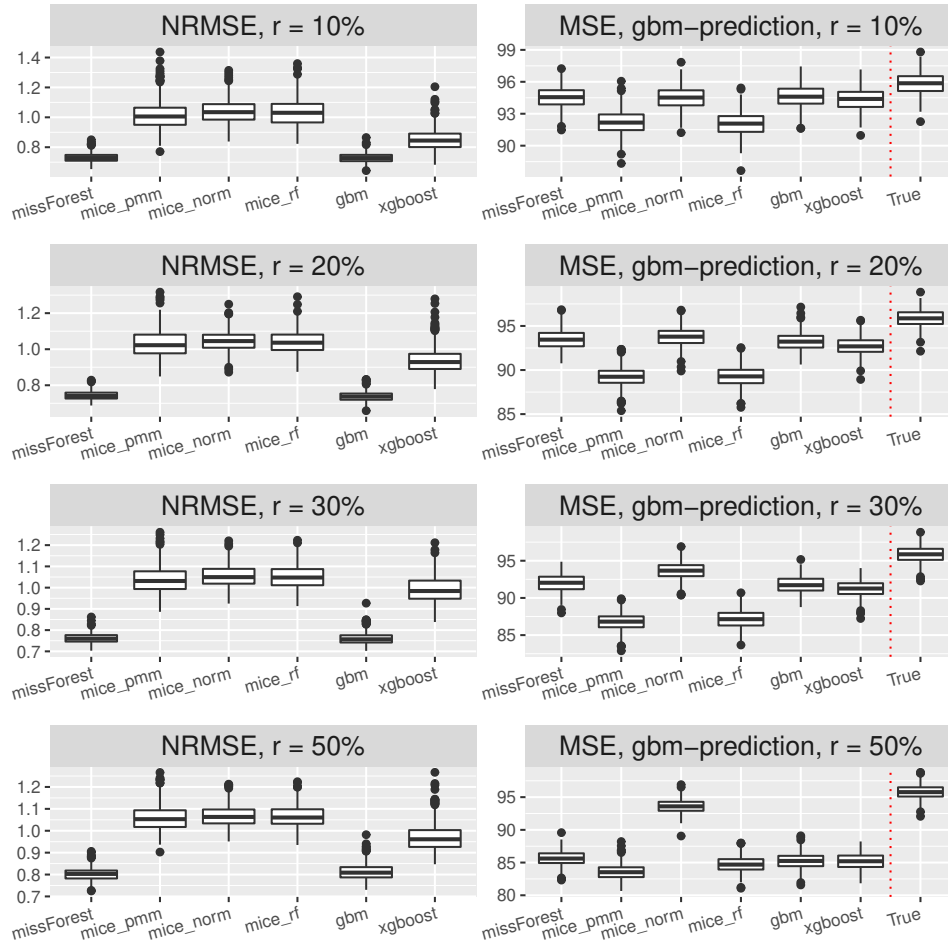 NRMSE, r = 10%
1.4
1.2
1.0
0.8
missForest mice_pmm mice_norm mice_rf gbm xgboost
MSE, gbm−prediction, r = 10%
99
96
93
90
missForest mice_pmm mice_norm mice_rf gbm xgboost True
NRMSE, r = 20%
1.2
1.0
0.8
missForest mice_pmm mice_norm mice_rf gbm xgboost
MSE, gbm−prediction, r = 20%
95
90
85
missForest mice_pmm mice_norm mice_rf gbm xgboost True
NRMSE, r = 30%
1.2
1.1
1.0
0.9
0.8
0.7
missForest mice_pmm mice_norm mice_rf gbm xgboost
MSE, gbm−prediction, r = 30%
95
90
85
missForest mice_pmm mice_norm mice_rf gbm xgboost True
NRMSE, r = 50%
1.2
1.1
1.0
0.9
0.8
0.7
missForest mice_pmm mice_norm mice_rf gbm xgboost
MSE, gbm−prediction, r = 50%
95
90
85
80
missForest mice_pmm mice_norm mice_rf gbm xgboost True